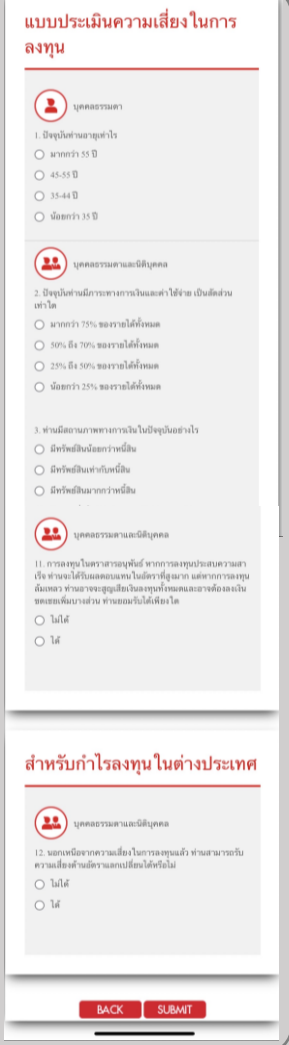 แบบประเมินความเสี่ยงในการ
ลงทุน
บุคคลธรรมดา
1. ปัจจุบันท่านอายุเท่าไร
มากกว่า 55 ปี
45-55 ปี
35-44 ปี
น้อยกว่า 35 ปี
บุคคลธรรมดาและนิติบุคคล
2. ปัจจุบันท่านมีภาระทางการเงินและค่าใช้จ่าย เป็นสัดส่วน
เท่าใด
มากกว่า 75% ของรายได้ทั้งหมด
50% ถึง 70% ของรายได้ทั้งหมด
25% ถึง 50% ของรายได้ทั้งหมด
น้อยกว่า 25% ของรายได้ทั้งหมด
3. ท่านมีสถานภาพทางการเงินในปัจจุบันอย่างไร
มีทรัพย์สินน้อยกว่าหนี้สิน
มีทรัพย์สินเท่ากับหนี้สิน
มีทรัพย์สินมากกว่าหนี้สิน
บุคคลธรรมดาและนิติบุคคล
11. การลงทุนในตราสารอนุพันธ์ หากการลงทุนประสบความสำ
เร็จ ท่านจะได้รับผลตอบแทนในอัตราที่สูงมาก แต่หากการลงทุน
ล้มเหลว ท่านอาจจะสูญเสียเงินลงทุนทั้งหมดและอาจต้องลงเงิน
ชดเชยเพิ่มบางส่วน ท่านยอมรับได้เพียงใด
ไม่ได้
ได้
สำหรับกำไรลงทุนในต่างประเทศ
บุคคลธรรมดาและนิติบุคคล
12. นอกเหนือจากความเสี่ยงในการลงทุนแล้ว ท่านสามารถรับ
ความเสี่ยงด้านอัตราแลกเปลี่ยนได้หรือไม่
ไม่ได้
ได้
BACK SUBMIT